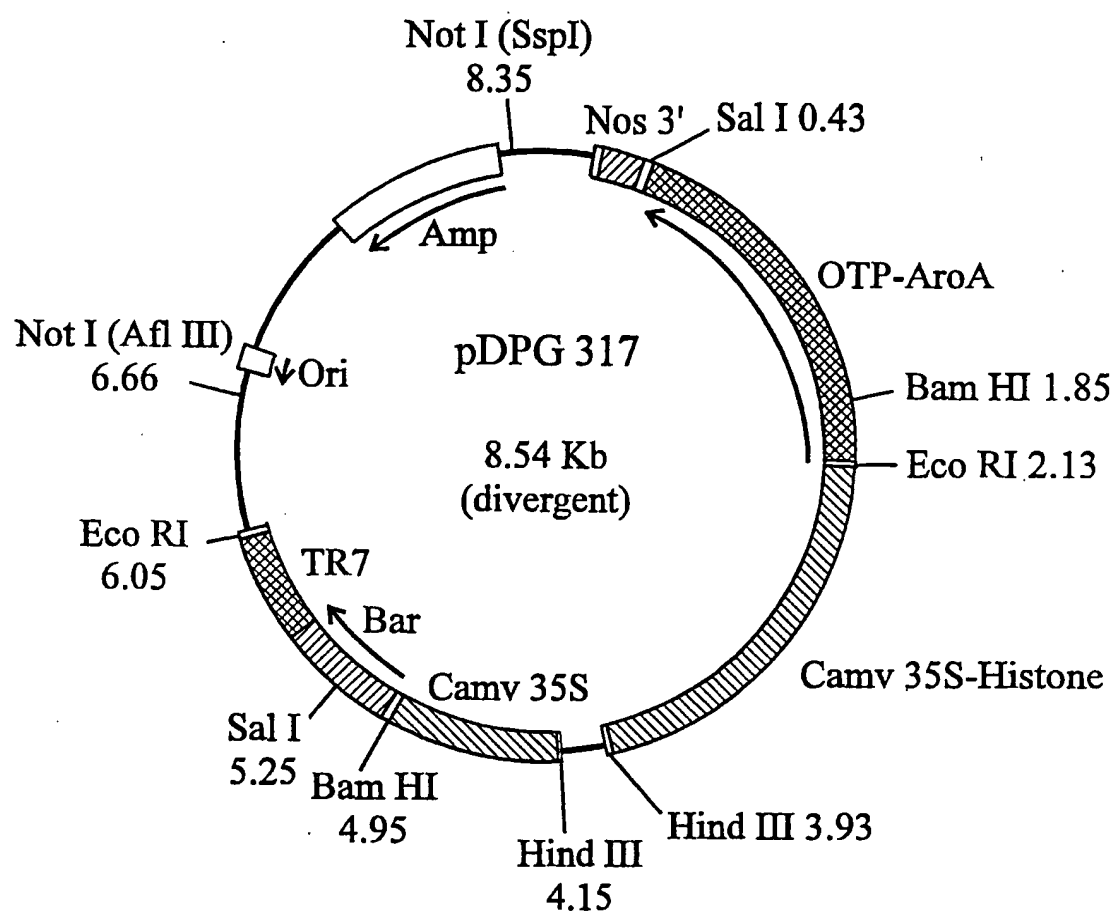 Not I (SspI)
8.35
Nos 3'
Sal I 0.43
Amp
OTP-AroA
Not I (Afl III)
6.66
Ori
pDPG 317
Bam HI 1.85
8.54 Kb
(divergent)
Eco RI 2.13
Eco RI
6.05
TR7
Bar
Camv 35S
Camv 35S-Histone
Sal I
5.25
Bam HI
4.95
Hind III 3.93
Hind III
4.15